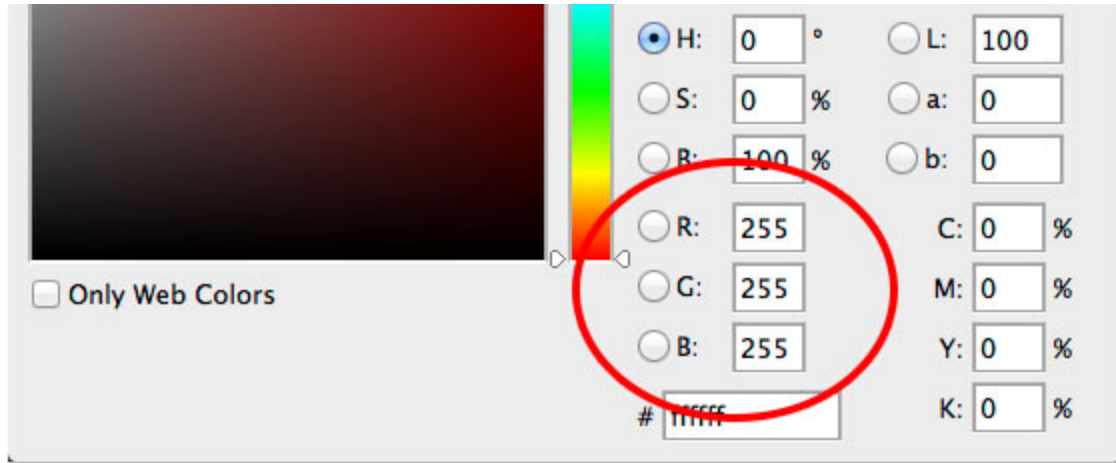 H: 0 ° L: 100
S: 0 % a: 0
B: 100 % b: 0
R: 255 C: 0 %
Only Web Colors G: 255 M: 0 %
B: 255 Y: 0 %
# ffffff K: 0 %